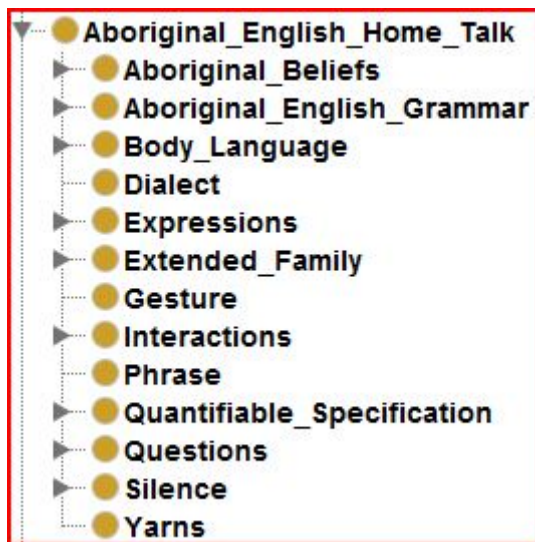 Aboriginal_English_Home_Talk
Aboriginal_Beliefs
Aboriginal_English_Grammar
Body_Language
Dialect
Expressions
Extended_Family
Gesture
Interactions
Phrase
Quantifiable_Specification
Questions
Silence
Yarns